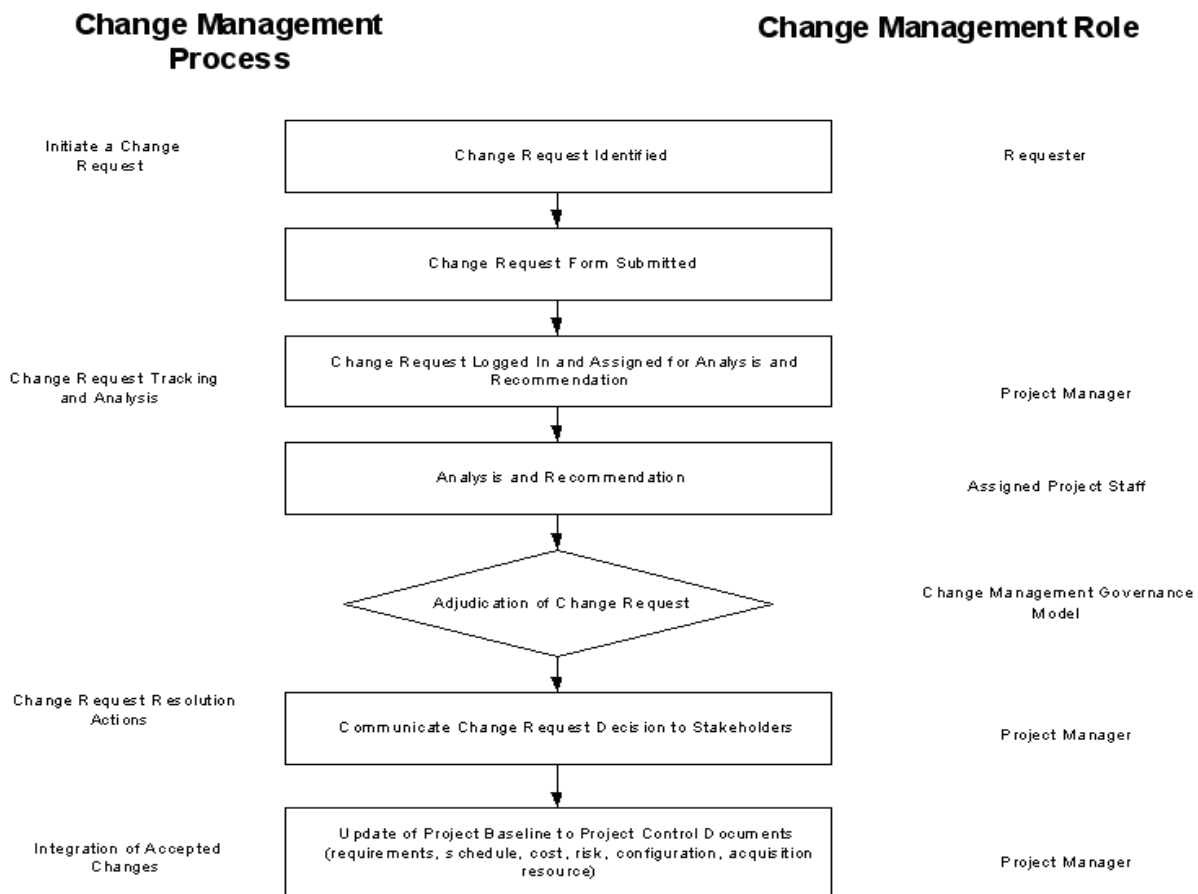 Change Management
Process
Change Management Role
Initiate a Change
Request
Change Request Identified
Requester
Change Request Form Submitted
Change Request Tracking
and Analysis
Change Request Logged In and Assigned for Analysis and
Recommendation
Project Manager
Analysis and Recommendation
Assigned Project Staff
Adjudication of Change Request
Change Management Governance
Model
Change Request Resolution
Actions
Communicate Change Request Decision to Stakeholders
Project Manager
Integration of Accepted
Changes
Update of Project Baseline to Project Control Documents
(requirements, schedule, cost, risk, configuration, acquisition
resource)
Project Manager